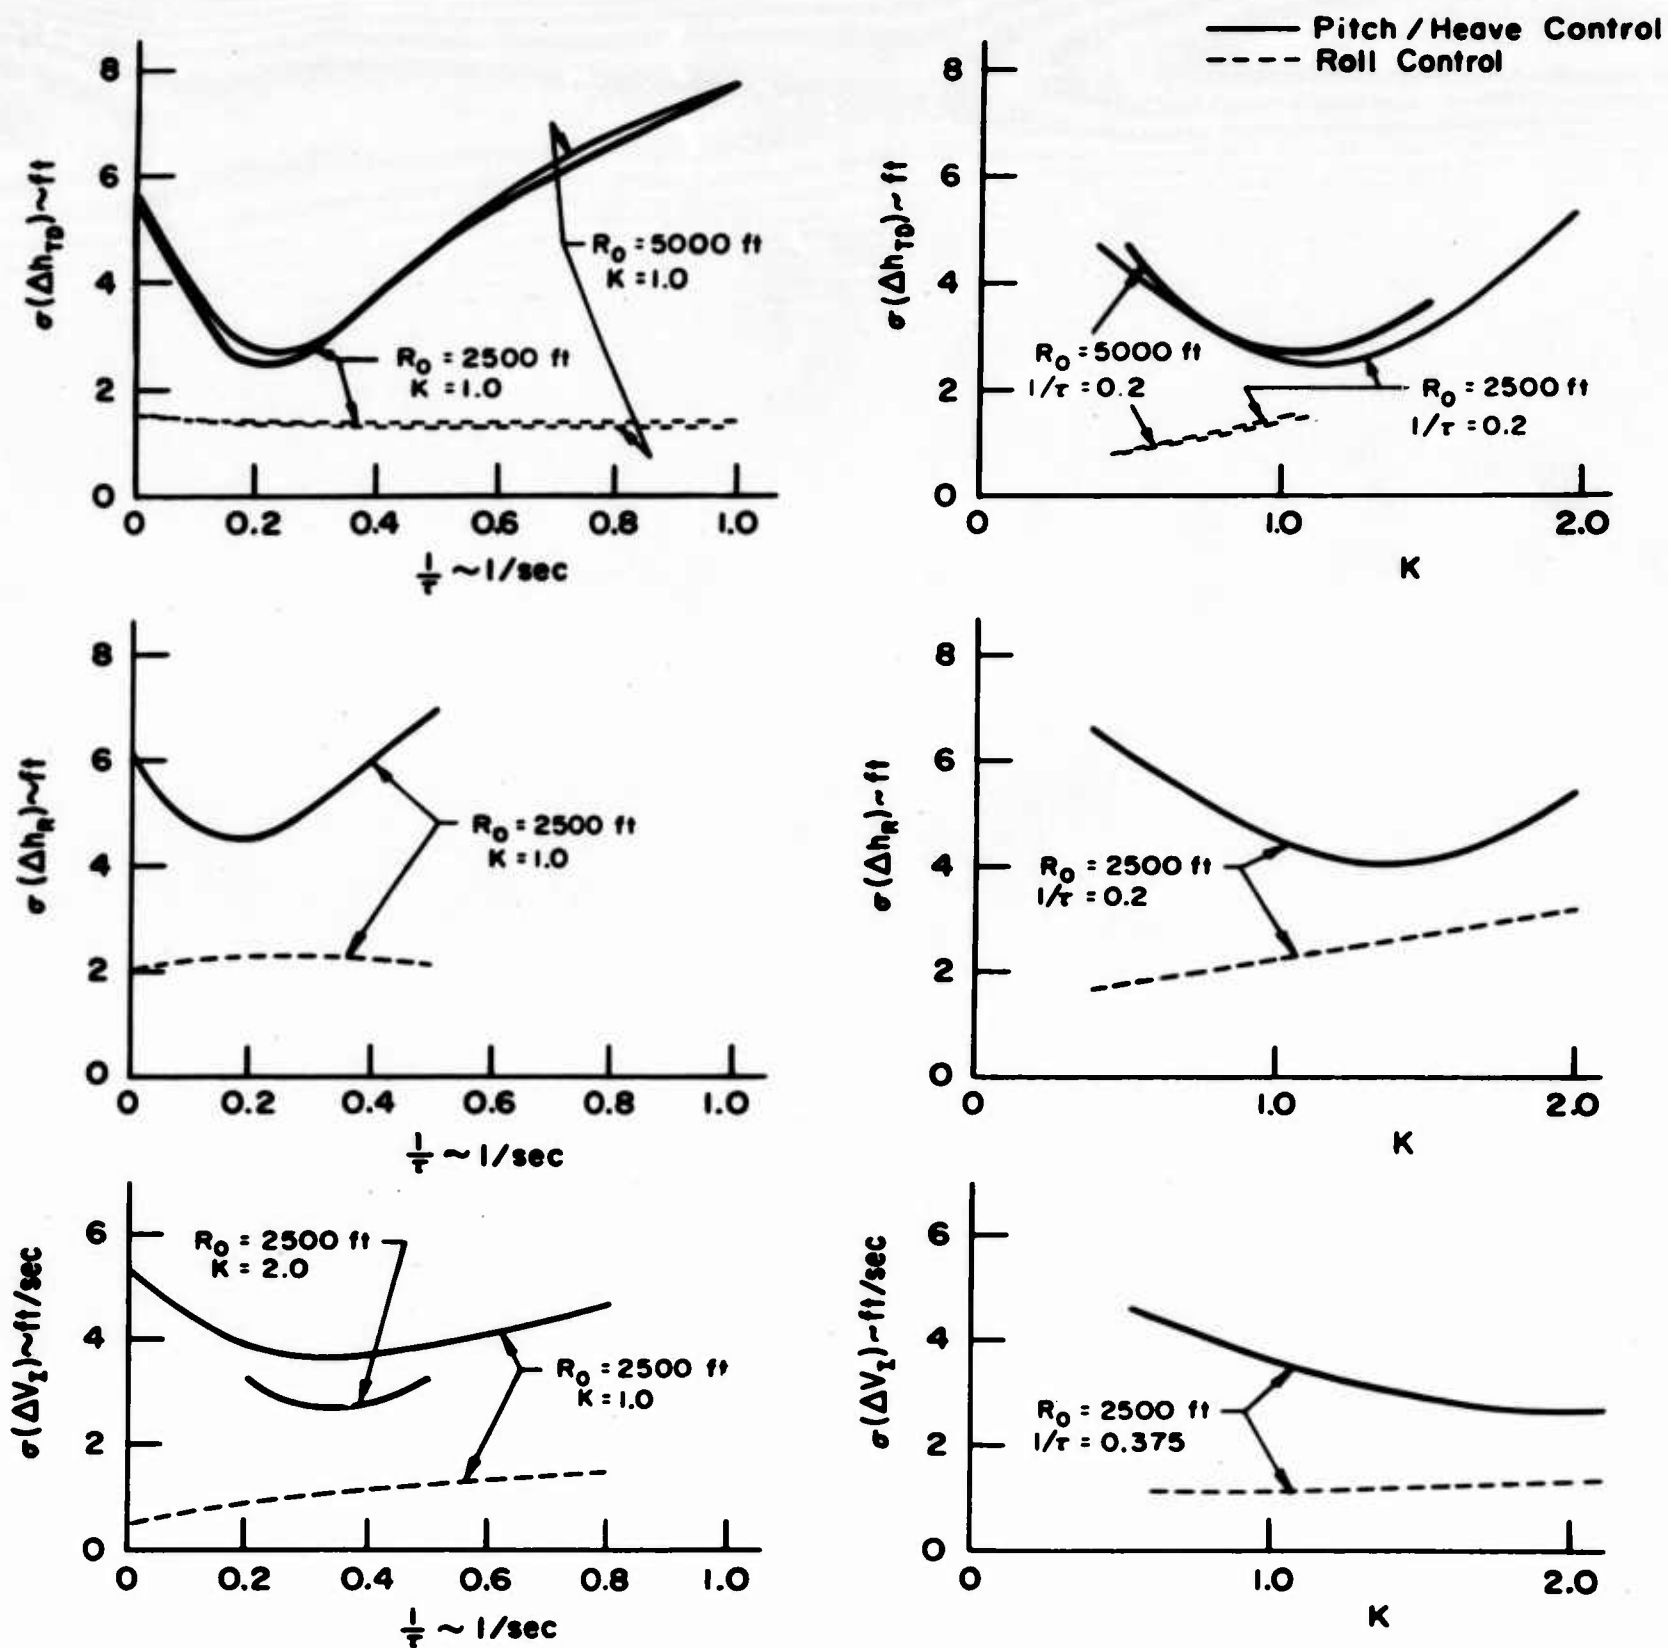 Pitch / Heave Control
Roll Control
8
6
4
2
0
σ(Δh_TD)~ft
R_O = 5000 ft
K = 1.0
R_O = 2500 ft
K = 1.0
0 0.2 0.4 0.6 0.8 1.0
1/τ ~ 1/sec
8
6
4
2
0
σ(Δh_TD)~ft
R_O = 5000 ft
1/τ = 0.2
R_O = 2500 ft
1/τ = 0.2
0 1.0 2.0
K
8
6
4
2
0
σ(Δh_R)~ft
R_O = 2500 ft
K = 1.0
0 0.2 0.4 0.6 0.8 1.0
1/τ ~ 1/sec
8
6
4
2
0
σ(Δh_R)~ft
R_O = 2500 ft
1/τ = 0.2
0 1.0 2.0
K
6
4
2
0
σ(ΔV_I)~ft/sec
R_O = 2500 ft
K = 2.0
R_O = 2500 ft
K = 1.0
0 0.2 0.4 0.6 0.8 1.0
1/τ ~ 1/sec
6
4
2
0
σ(ΔV_I)~ft/sec
R_O = 2500 ft
1/τ = 0.375
0 1.0 2.0
K